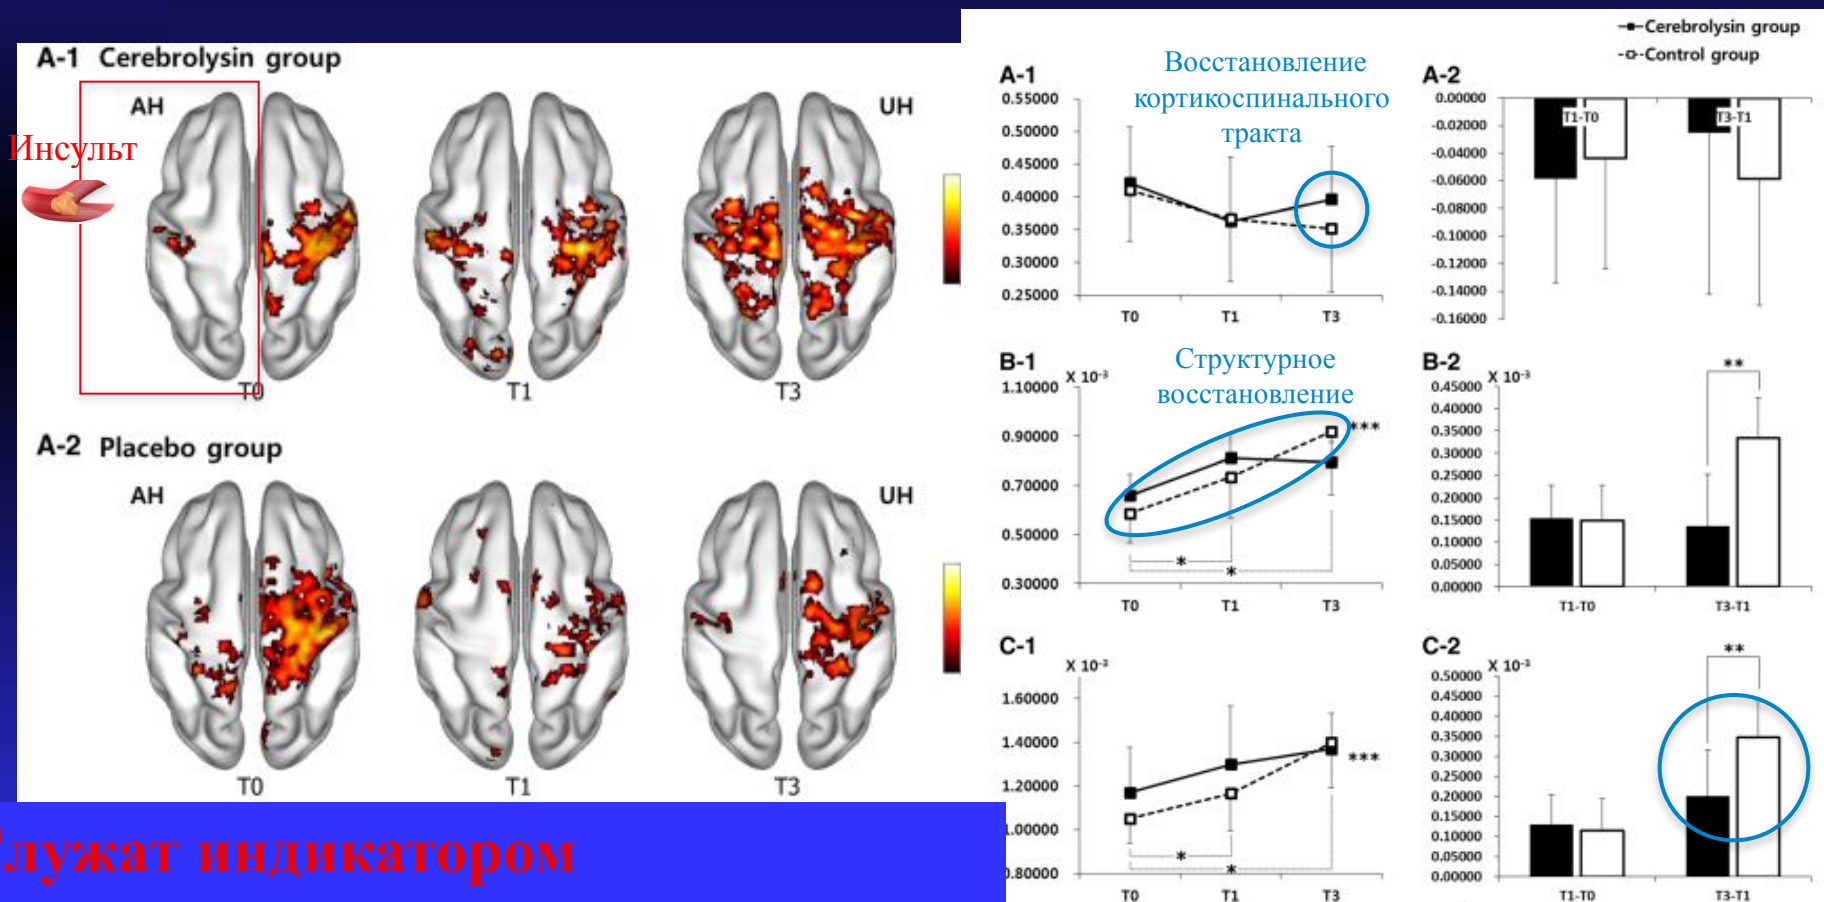 A-1 Cerebrolysin group
AH
UH
Инсульт
T0
T1
T3
A-2 Placebo group
AH
UH
T0
T1
T3
лужат индикатором
Cerebrolysin group
Control group
A-1
Восстановление
кортикоспинального
тракта
0.55000
0.50000
0.45000
0.40000
0.35000
0.30000
0.25000
T0
T1
T3
A-2
0.00000
-0.02000
-0.04000
-0.06000
-0.08000
-0.10000
-0.12000
-0.14000
-0.16000
T1-T0
T3-T1
B-1
X 10⁻³
Структурное
восстановление
1.10000
0.90000
0.70000
0.50000
0.30000
***
*
*
T0
T1
T3
B-2
X 10⁻³
**
0.45000
0.40000
0.35000
0.30000
0.25000
0.20000
0.15000
0.10000
0.05000
0.00000
T1-T0
T3-T1
C-1
X 10⁻³
1.60000
1.40000
1.20000
1.00000
0.80000
***
*
*
T0
T1
T3
C-2
X 10⁻³
**
0.50000
0.45000
0.40000
0.35000
0.30000
0.25000
0.20000
0.15000
0.10000
0.05000
0.00000
T1-T0
T3-T1